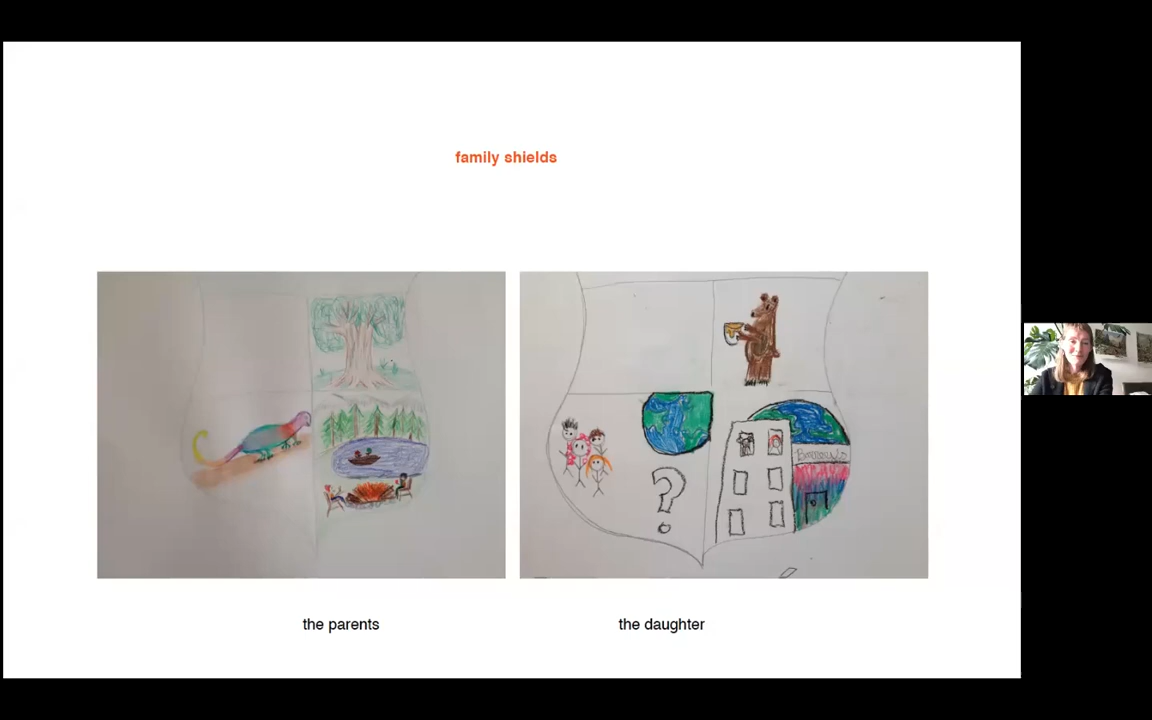 family shields
?
the parents
the daughter